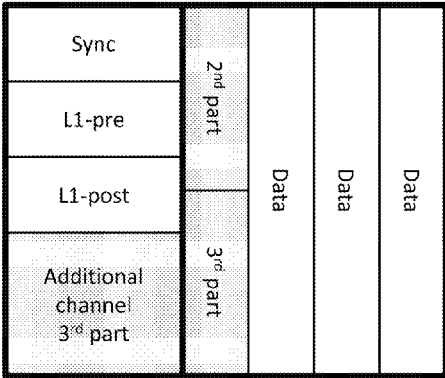 Sync
L1-pre
L1-post
Additional
channel
3rd part
2nd part
3rd part
Data
Data
Data